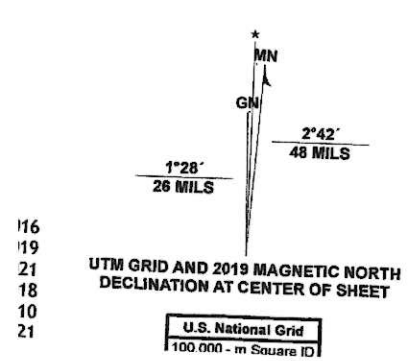 *
MN
GN
2°42´
48 MILS
1°28´
26 MILS
16
19
21
18
10
21
UTM GRID AND 2019 MAGNETIC NORTH
DECLINATION AT CENTER OF SHEET
U.S. National Grid
100,000 - m Square ID